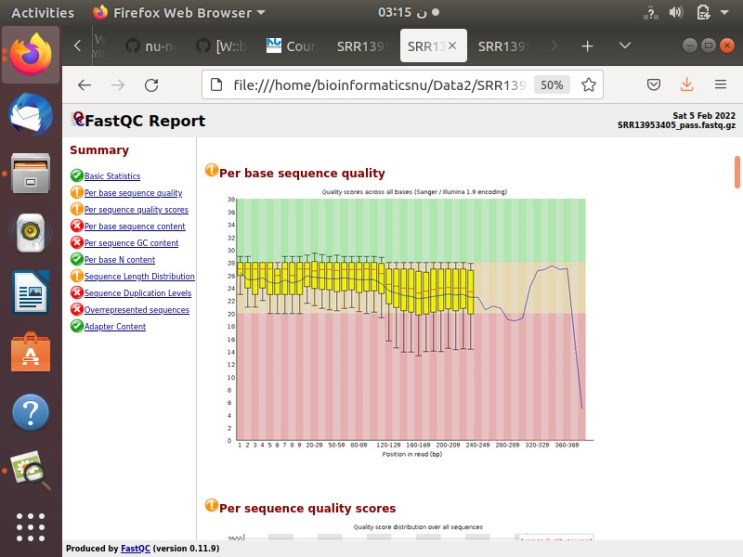 Activities Firefox Web Browser 03:15 ن
nu-n [W::b Cour SRR1395 SRR13 SRR1395
file:///home/bioinformaticsnu/Data2/SRR139 50%
FastQC Report
Sat 5 Feb 2022
SRR13953405_pass.fastq.gz
Summary
Basic Statistics
Per base sequence quality
Per sequence quality scores
Per base sequence content
Per sequence GC content
Per base N content
Sequence Length Distribution
Sequence Duplication Levels
Overrepresented sequences
Adapter Content
Per base sequence quality
Quality scores across all bases (Sanger / Illumina 1.9 encoding)
38
36
34
32
30
28
26
24
22
20
18
16
14
12
10
8
6
4
2
0
1 2 3 4 5 6 7 8 9 20-29 50-59 80-89 120-129 160-169 200-209 240-249 280-289 320-329 360-369
Position in read (bp)
Per sequence quality scores
Quality score distribution over all sequences
Produced by FastQC (version 0.11.9)